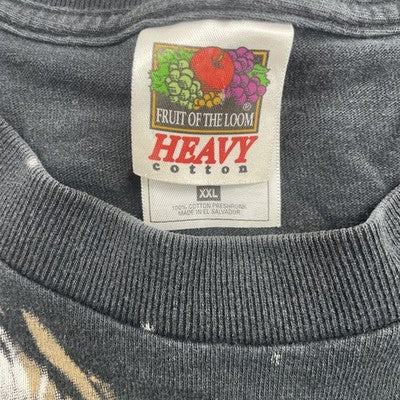 FRUIT OF THE LOOM
®
HEAVY
cotton
XXL
100% COTTON PRESHRUNK
MADE IN EL SALVADOR